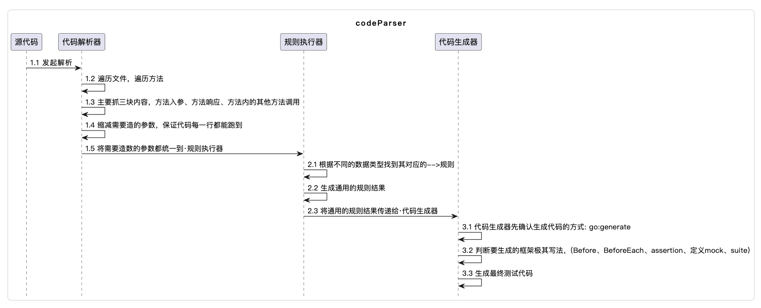 codeParser
源代码
代码解析器
规则执行器
代码生成器
1.1 发起解析
1.2 遍历文件，遍历方法
1.3 主要抓三块内容，方法入参、方法响应、方法内的其他方法调用
1.4 缩减需要造的参数，保证代码每一行都能跑到
1.5 将需要造数的参数都统一到·规则执行器
2.1 根据不同的数据类型找到其对应的-->规则
2.2 生成通用的规则结果
2.3 将通用的规则结果传递给·代码生成器
3.1 代码生成器先确认生成代码的方式: go:generate
3.2 判断要生成的框架极其写法，(Before、BeforeEach、assertion、定义mock、suite)
3.3 生成最终测试代码